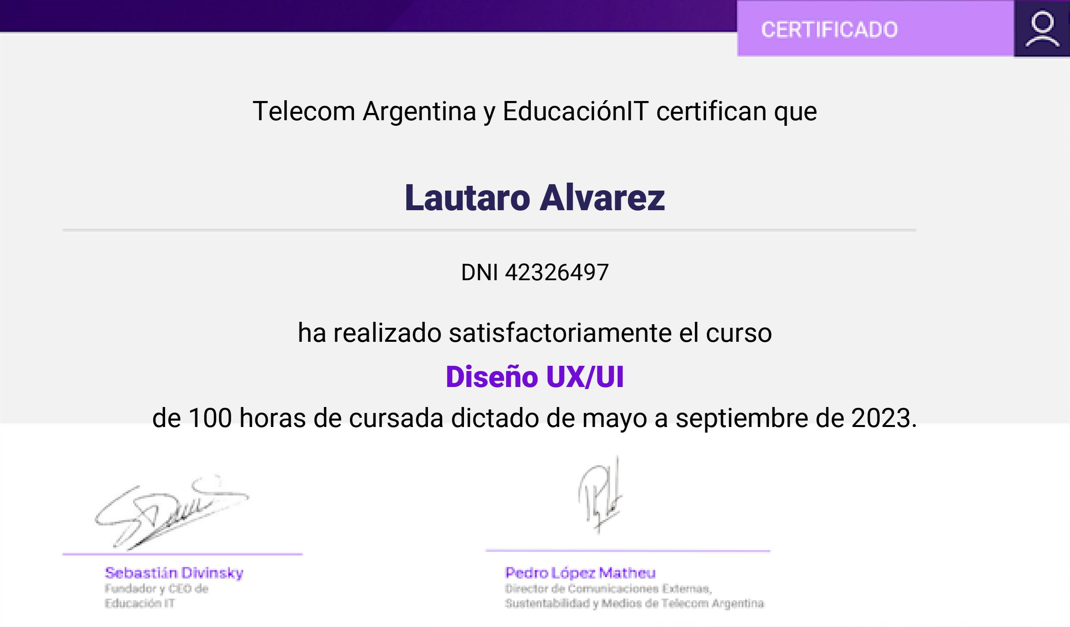 CERTIFICADO
Telecom Argentina y EducaciónIT certifican que
Lautaro Alvarez
DNI 42326497
ha realizado satisfactoriamente el curso
Diseño UX/UI
de 100 horas de cursada dictado de mayo a septiembre de 2023.
Sebastián Divinsky
Fundador y CEO de
Educación IT
Pedro López Matheu
Director de Comunicaciones Externas,
Sustentabilidad y Medios de Telecom Argentina